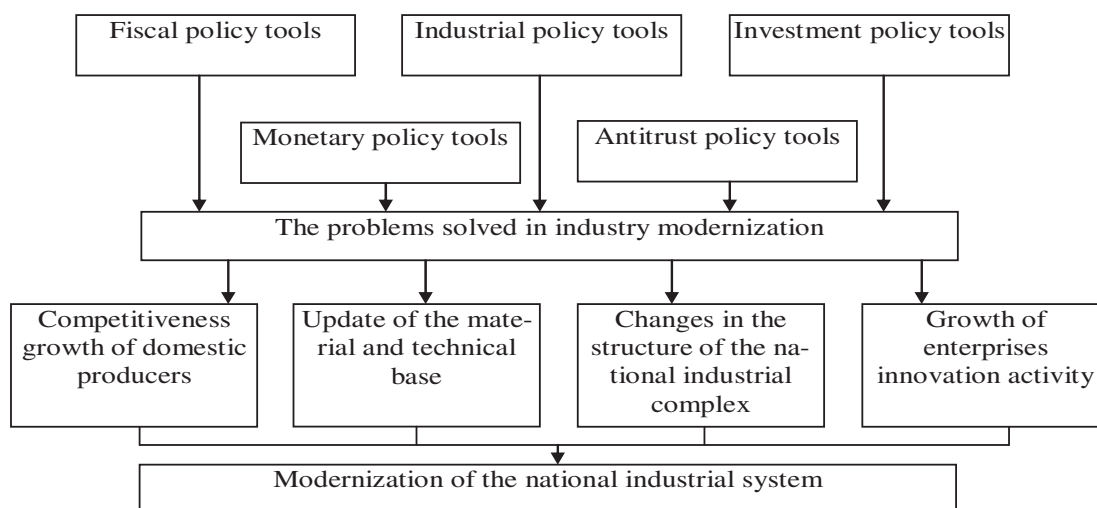 Fiscal policy tools
Industrial policy tools
Investment policy tools
Monetary policy tools
Antitrust policy tools
The problems solved in industry modernization
Competitiveness
growth of domestic
producers
Update of the mate-
rial and technical
base
Changes in the
structure of the na-
tional industrial
complex
Growth of
enterprises
innovation activity
Modernization of the national industrial system